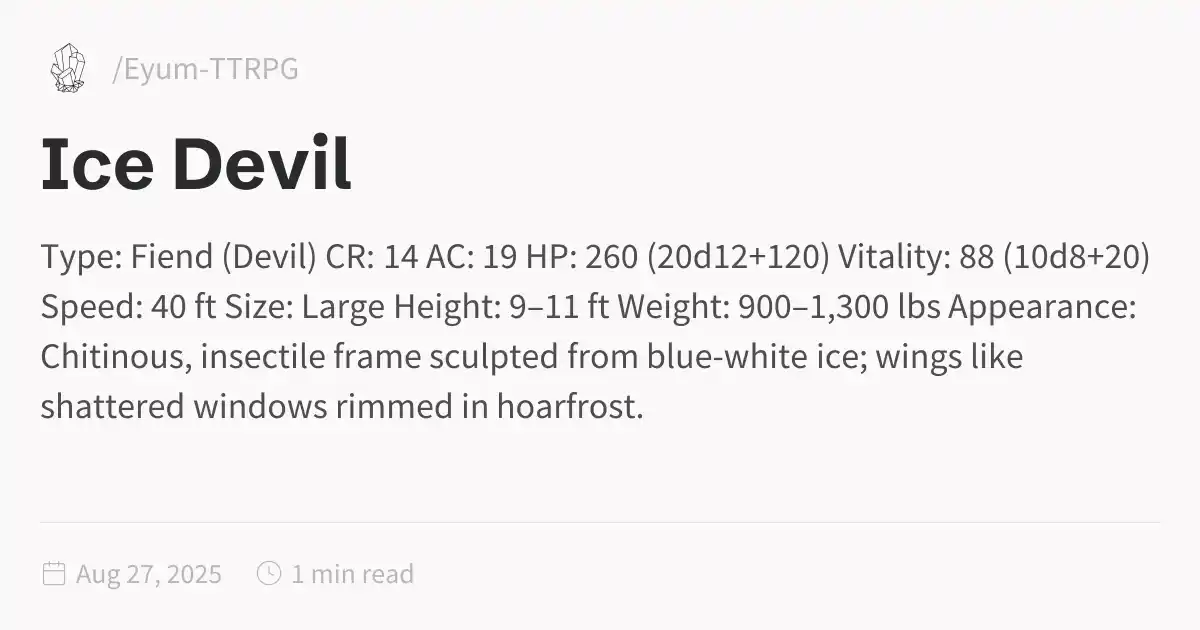 /Eyum-TTRPG
Ice Devil
Type: Fiend (Devil) CR: 14 AC: 19 HP: 260 (20d12+120) Vitality: 88 (10d8+20)
Speed: 40 ft Size: Large Height: 9–11 ft Weight: 900–1,300 lbs Appearance:
Chitinous, insectile frame sculpted from blue-white ice; wings like
shattered windows rimmed in hoarfrost.
Aug 27, 2025 1 min read